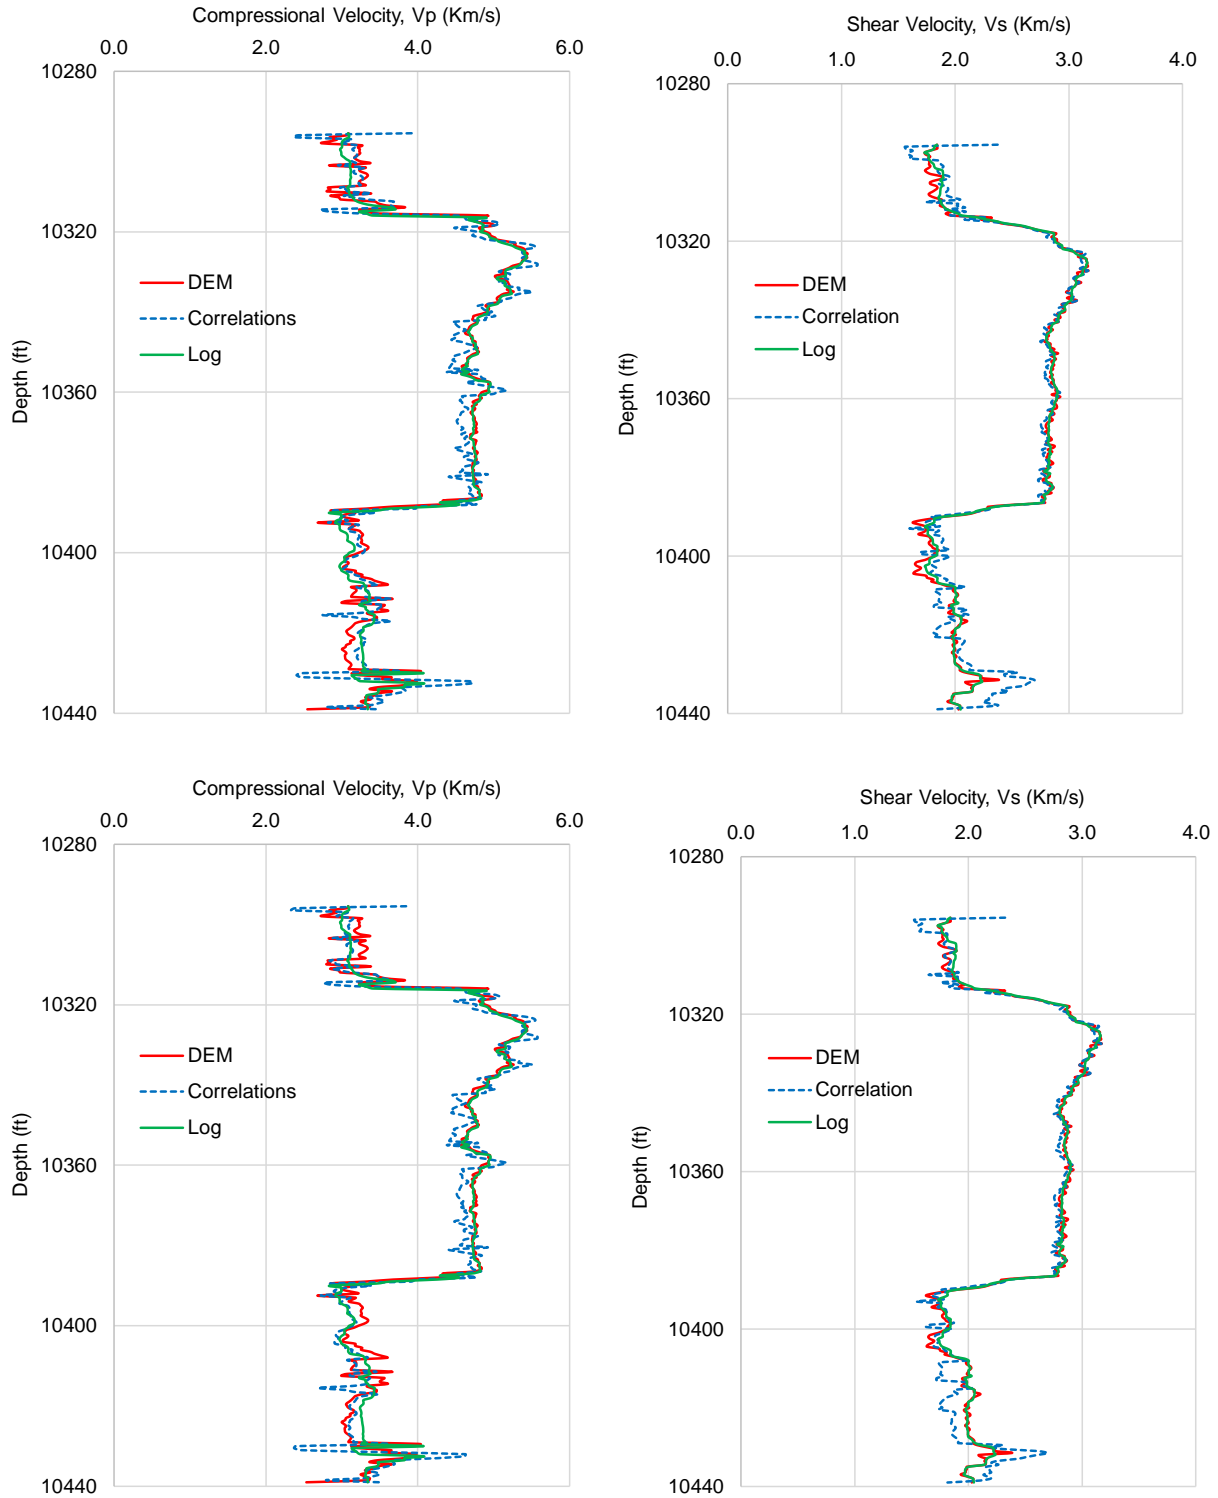 Compressional Velocity, Vp (Km/s)
0.0 2.0 4.0 6.0
10280
10320
10360
10400
10440
Depth (ft)
DEM
Correlations
Log
Shear Velocity, Vs (Km/s)
0.0 1.0 2.0 3.0 4.0
10280
10320
10360
10400
10440
Depth (ft)
DEM
Correlation
Log
Compressional Velocity, Vp (Km/s)
0.0 2.0 4.0 6.0
10280
10320
10360
10400
10440
Depth (ft)
DEM
Correlations
Log
Shear Velocity, Vs (Km/s)
0.0 1.0 2.0 3.0 4.0
10280
10320
10360
10400
10440
Depth (ft)
DEM
Correlation
Log